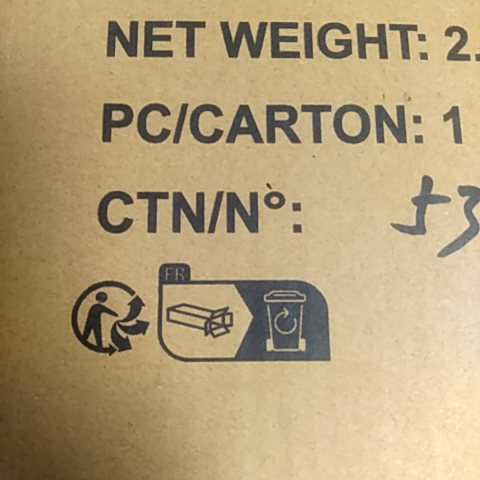 NET WEIGHT: 2.
PC/CARTON: 1
CTN/N°: 53
FR